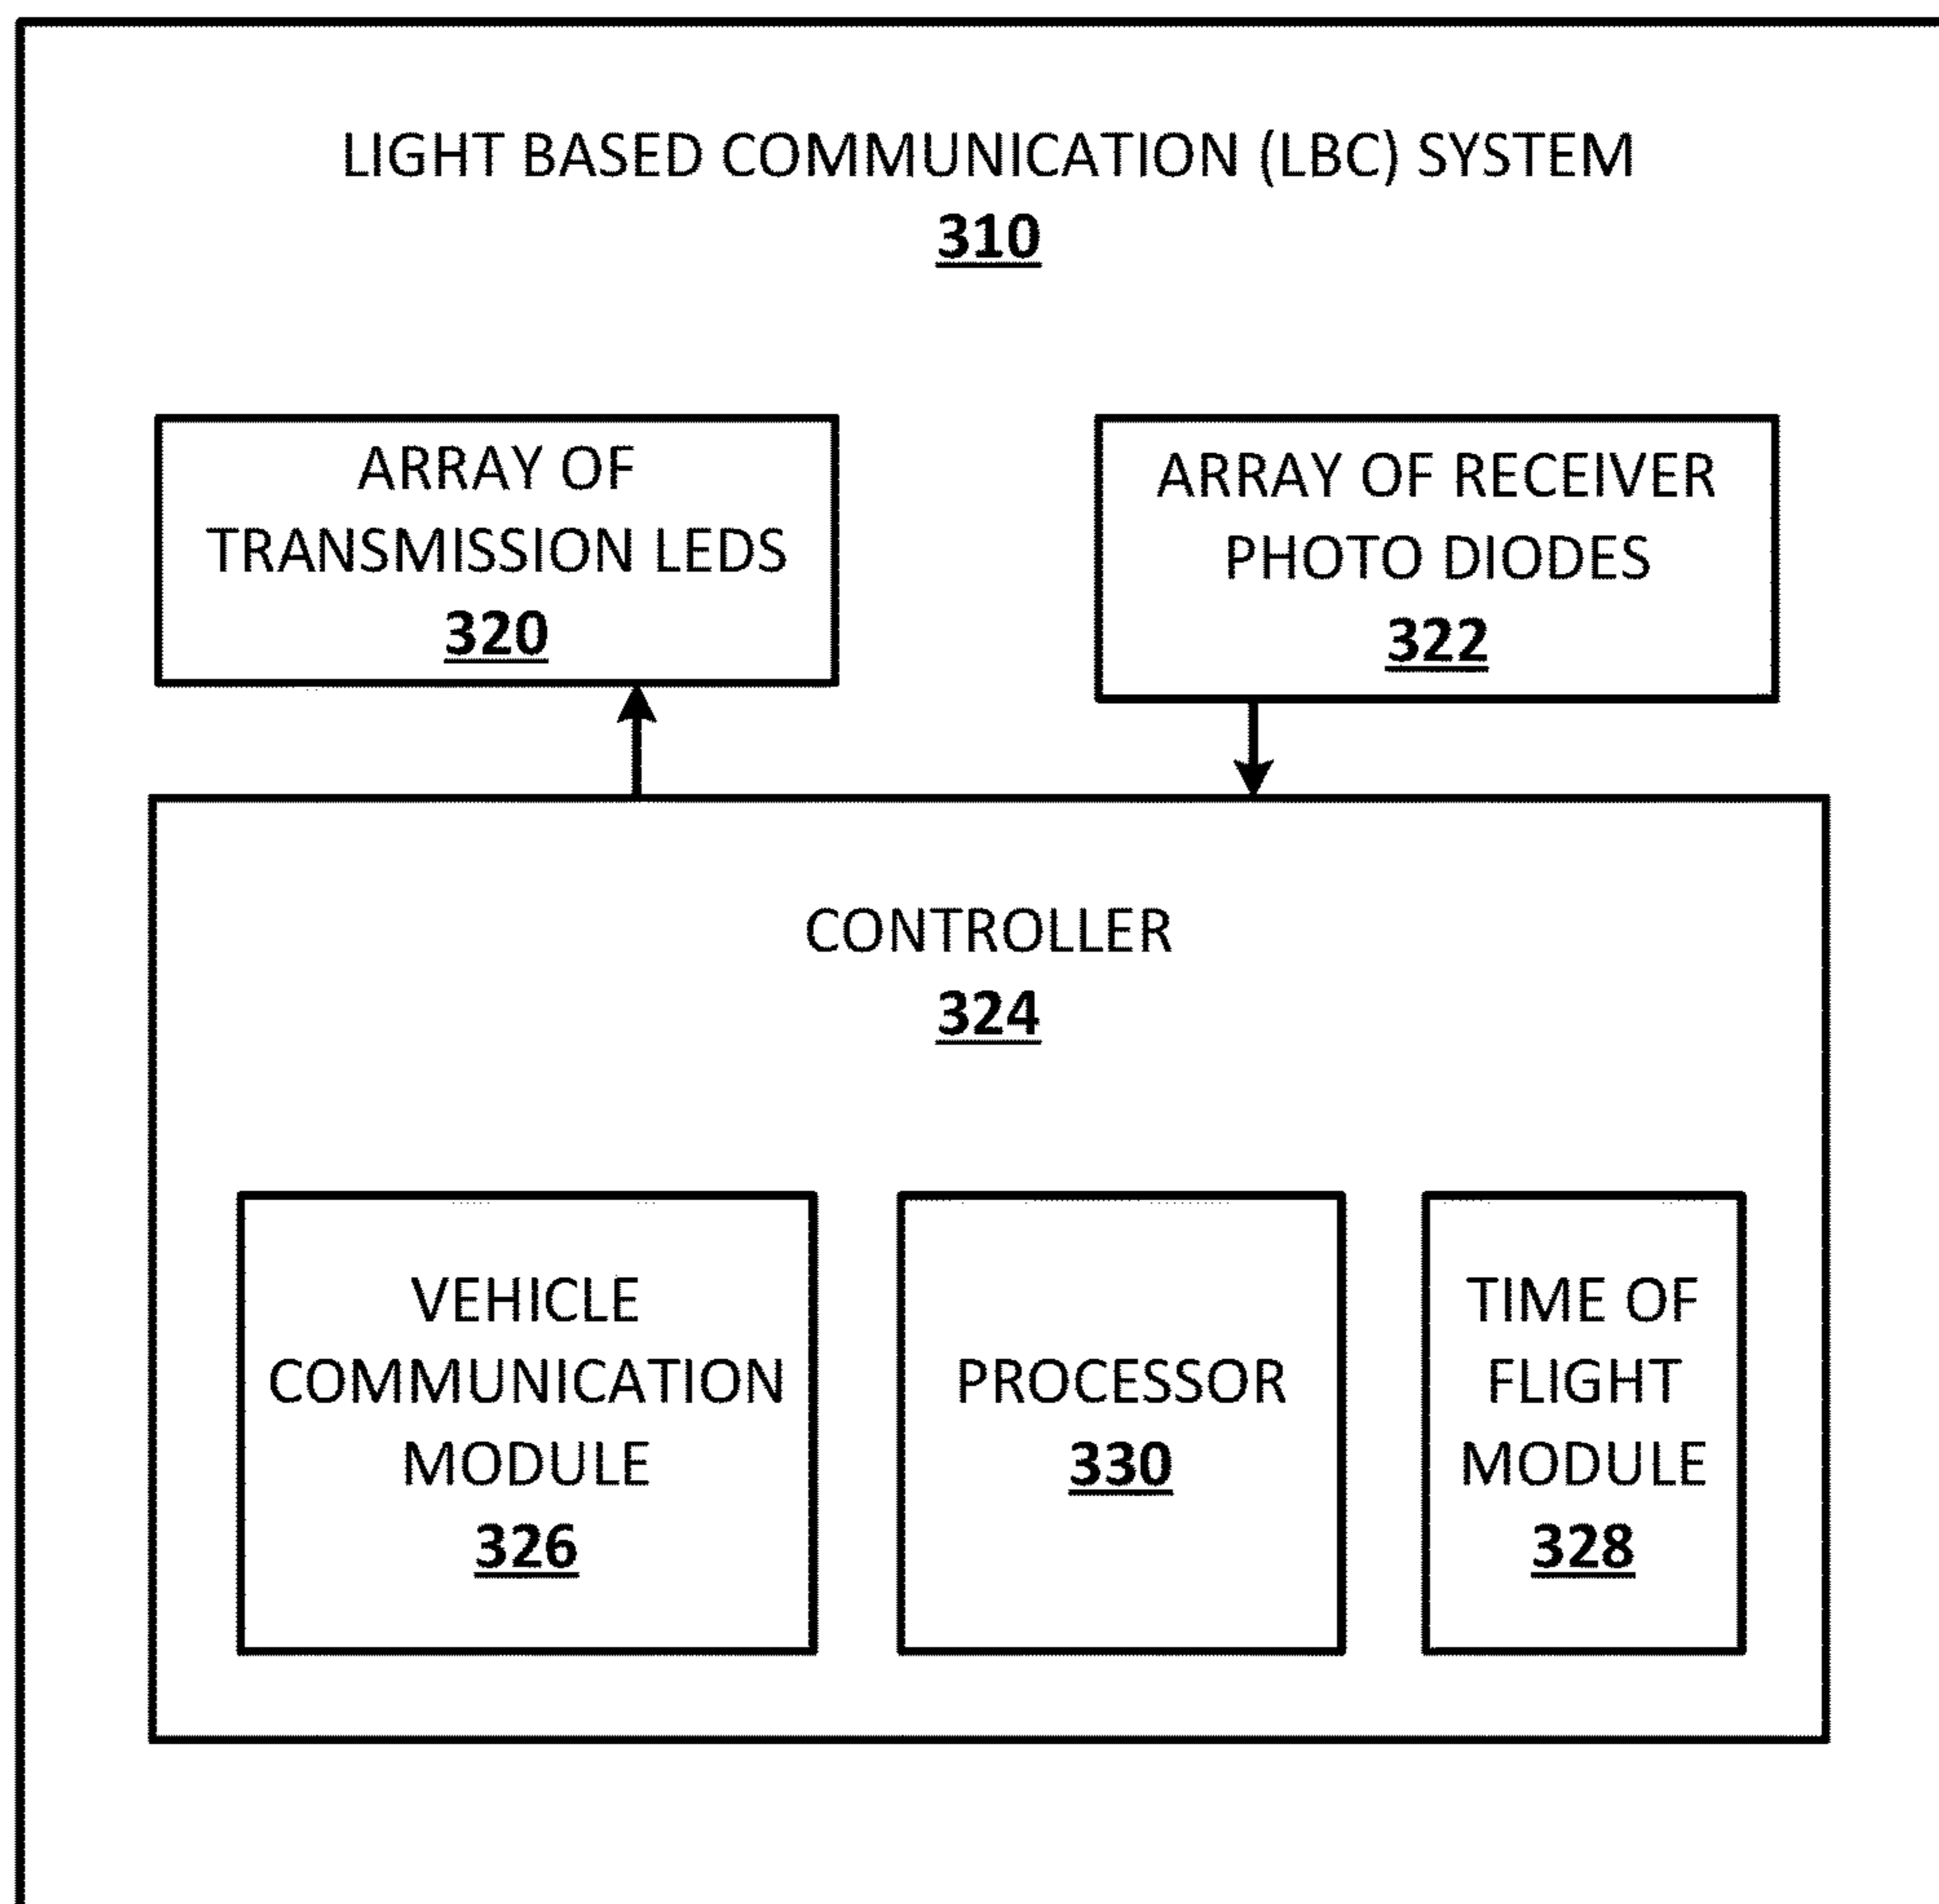 LIGHT BASED COMMUNICATION (LBC) SYSTEM
310
ARRAY OF
TRANSMISSION LEDS
320
ARRAY OF RECEIVER
PHOTO DIODES
322
CONTROLLER
324
VEHICLE
COMMUNICATION
MODULE
326
PROCESSOR
330
TIME OF
FLIGHT
MODULE
328